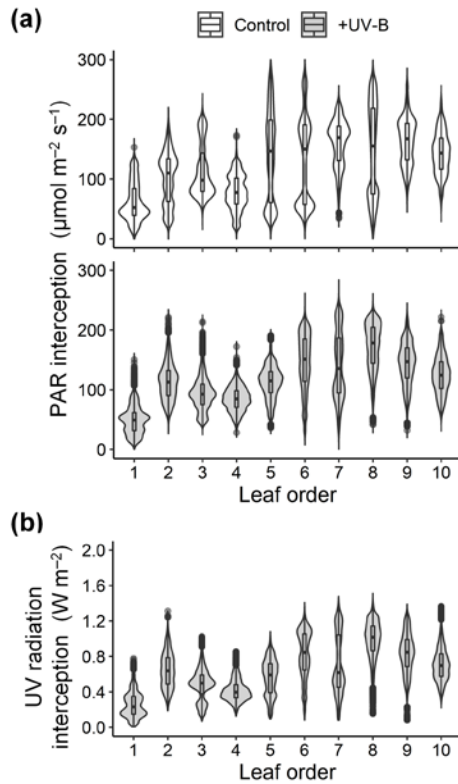 (a)
Control
+UV-B
PAR interception (μmol m⁻² s⁻¹)
300
200
100
0
300
200
100
0
1 2 3 4 5 6 7 8 9 10
Leaf order
(b)
UV radiation
interception (W m⁻²)
2.0
1.6
1.2
0.8
0.4
0.0
1 2 3 4 5 6 7 8 9 10
Leaf order